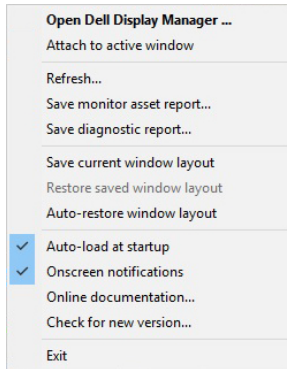 Open Dell Display Manager ...
Attach to active window
Refresh...
Save monitor asset report...
Save diagnostic report...
Save current window layout
Restore saved window layout
Auto-restore window layout
Auto-load at startup
Onscreen notifications
Online documentation...
Check for new version...
Exit